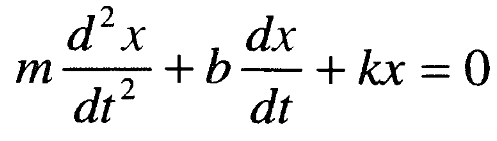 m d²x/dt² + b dx/dt + kx = 0